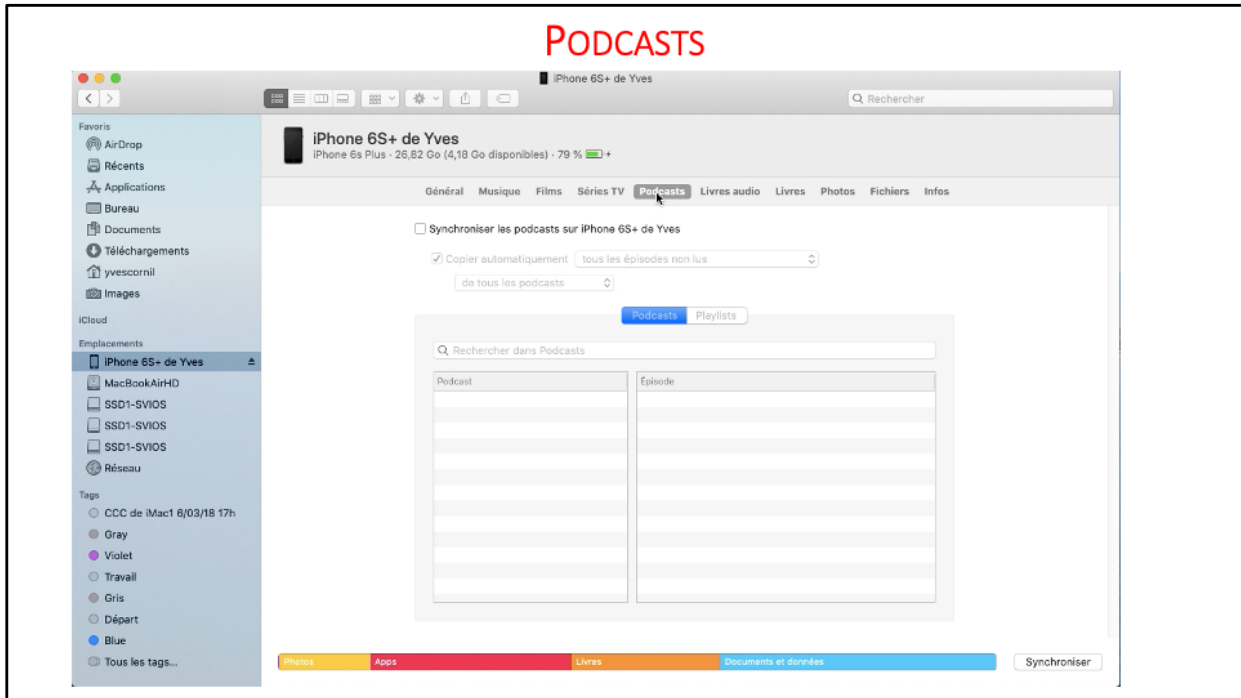 PODCASTS
iPhone 6S+ de Yves
Rechercher
Favoris
AirDrop
Récents
Applications
Bureau
Documents
Téléchargements
yvescornil
Images
iCloud
Emplacements
iPhone 6S+ de Yves
MacBookAirHD
SSD1-SVIOS
SSD1-SVIOS
SSD1-SVIOS
Réseau
Tags
CCC de iMac1 6/03/18 17h
Gray
Violet
Travail
Gris
Départ
Blue
Tous les tags...
iPhone 6S+ de Yves
iPhone 6s Plus · 26,82 Go (4,18 Go disponibles) · 79 %
Général Musique Films Séries TV Podcasts Livres audio Livres Photos Fichiers Infos
Synchroniser les podcasts sur iPhone 6S+ de Yves
Copier automatiquement tous les épisodes non lus
de tous les podcasts
Podcasts Playlists
Rechercher dans Podcasts
Podcast Épisode
Photos Apps Livres Documents et données Synchroniser